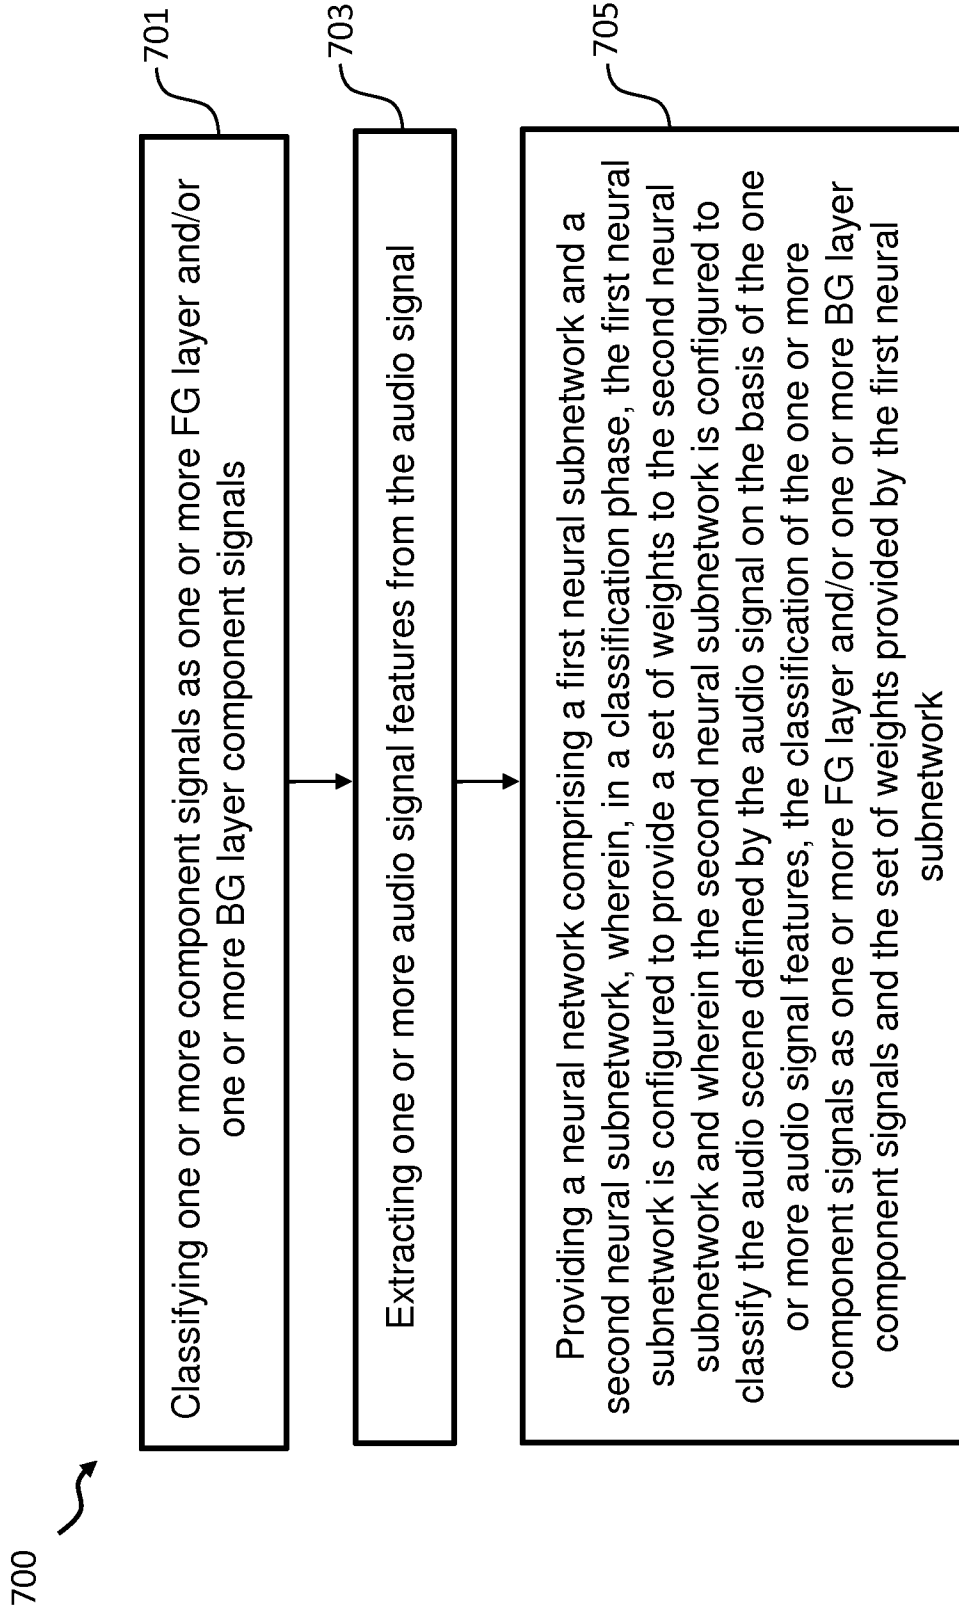 700
701
Classifying one or more component signals as one or more FG layer and/or
one or more BG layer component signals
703
Extracting one or more audio signal features from the audio signal
705
Providing a neural network comprising a first neural subnetwork and a
second neural subnetwork, wherein, in a classification phase, the first neural
subnetwork is configured to provide a set of weights to the second neural
subnetwork and wherein the second neural subnetwork is configured to
classify the audio scene defined by the audio signal on the basis of the one
or more audio signal features, the classification of the one or more
component signals as one or more FG layer and/or one or more BG layer
component signals and the set of weights provided by the first neural
subnetwork